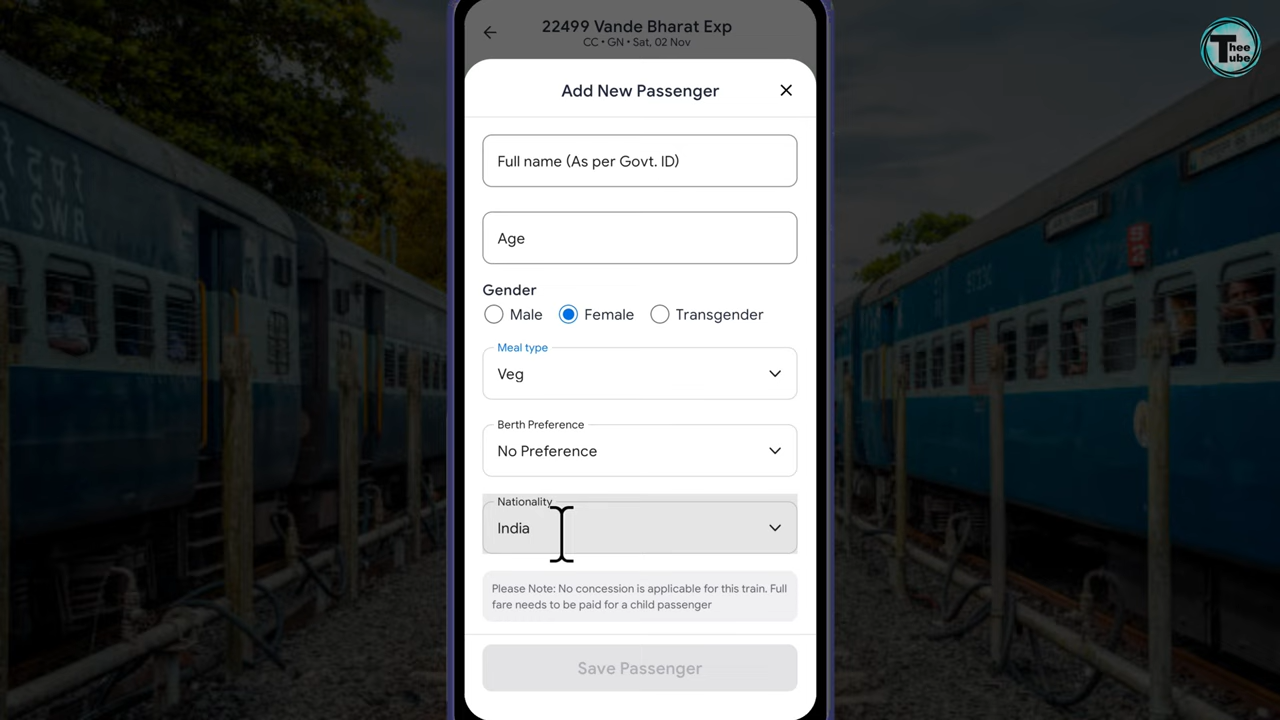 22499 Vande Bharat Exp
CC • GN • Sat, 02 Nov
Thee
Tube
Add New Passenger
Full name (As per Govt. ID)
Age
Gender
Male
Female
Transgender
Meal type
Veg
Berth Preference
No Preference
Nationality
India
Please Note: No concession is applicable for this train. Full
fare needs to be paid for a child passenger
Save Passenger
SWR